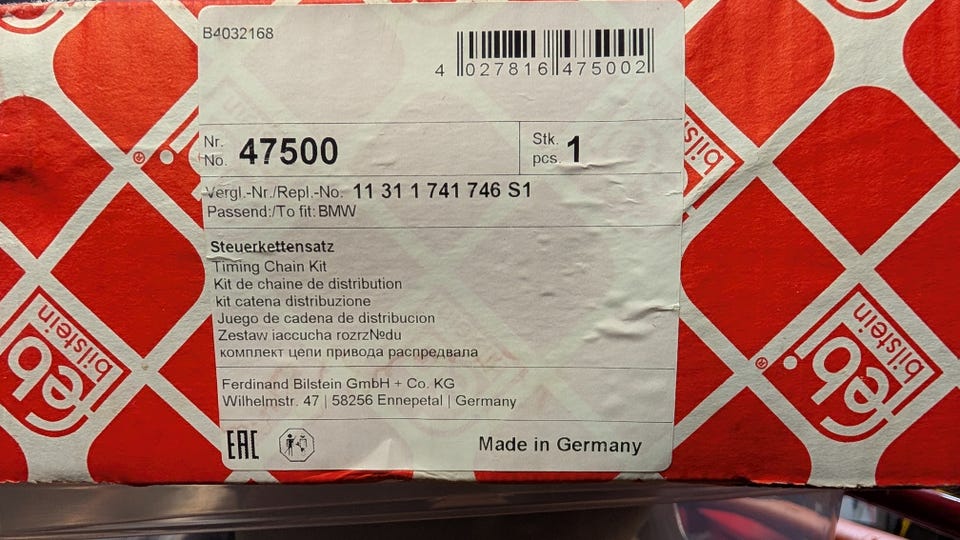 B4032168
4 027816 475002
Nr.
No. 47500
Stk.
pcs. 1
Vergl.-Nr./Repl.-No. 11 31 1 741 746 S1
Passend:/To fit: BMW
Steuerkettensatz
Timing Chain Kit
Kit de chaine de distribution
kit catena distribuzione
Juego de cadena de distribucion
Zestaw iaccucha rozrz№du
комплект цепи привода распредвала
Ferdinand Bilstein GmbH + Co. KG
Wilhelmstr. 47 | 58256 Ennepetal | Germany
EAC
Made in Germany
febi
bilstein
febi
bilstein
bilstein